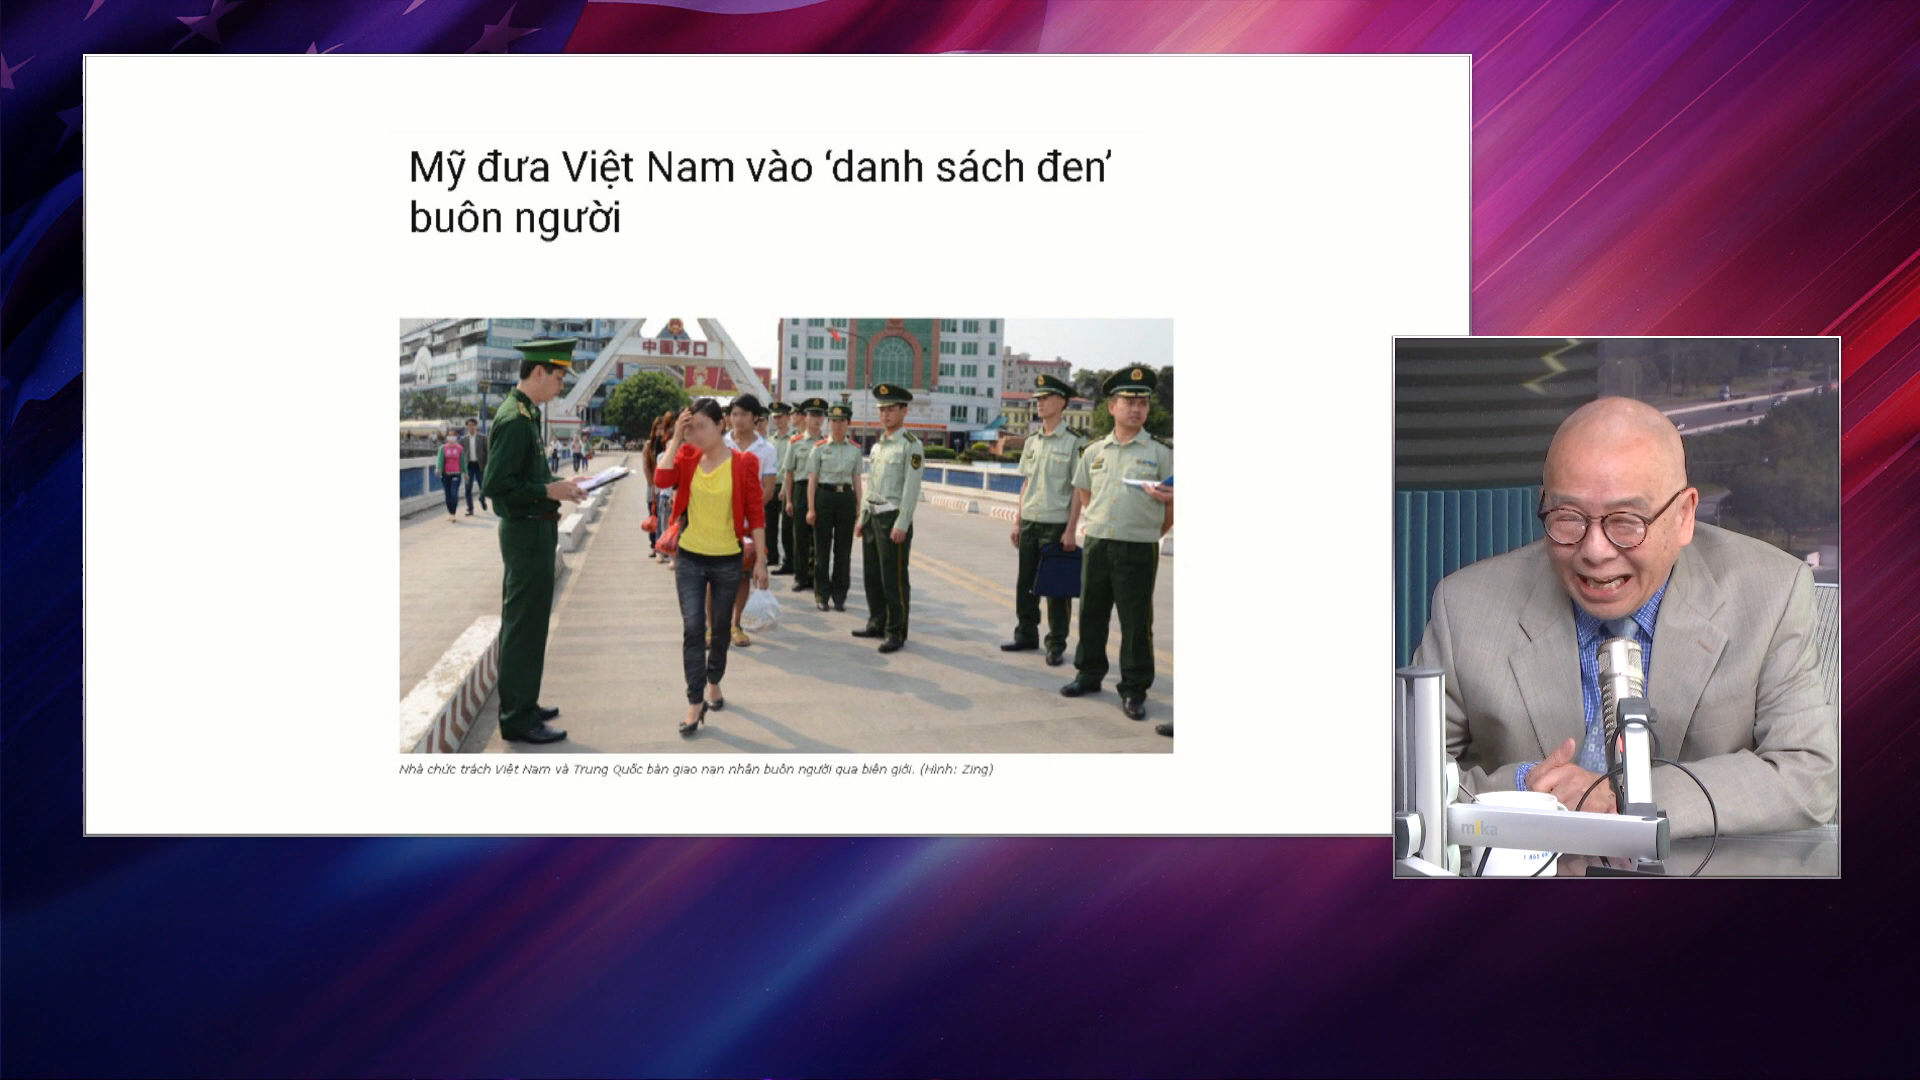 Mỹ đưa Việt Nam vào ‘danh sách đen’
buôn người
中國河口
Nhà chức trách Việt Nam và Trung Quốc bàn giao nạn nhân buôn người qua biên giới. (Hình: Zing)
mika